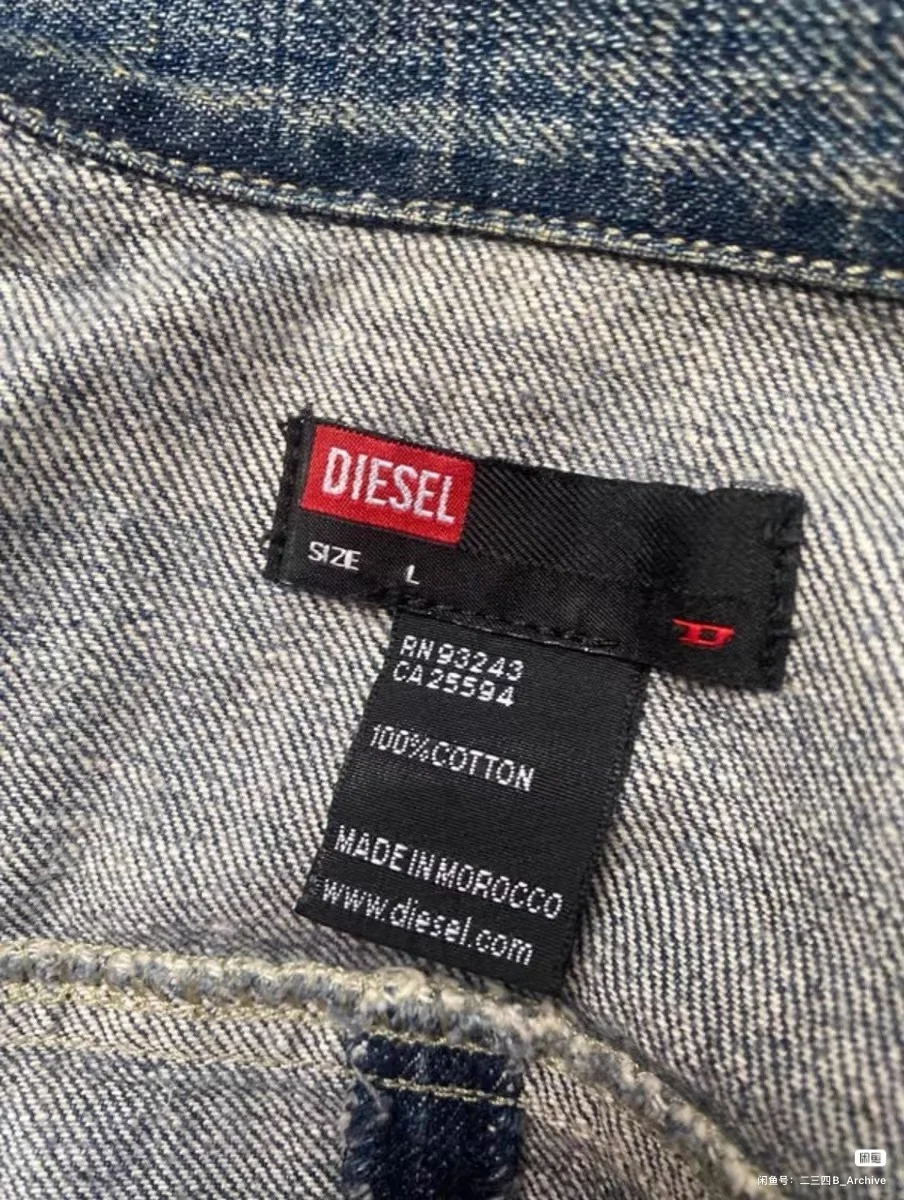 DIESEL
SIZE L
RN 93243
CA 25594
100% COTTON
MADE IN MOROCCO
www.diesel.com
闲鱼
闲鱼号：二三四B_Archive